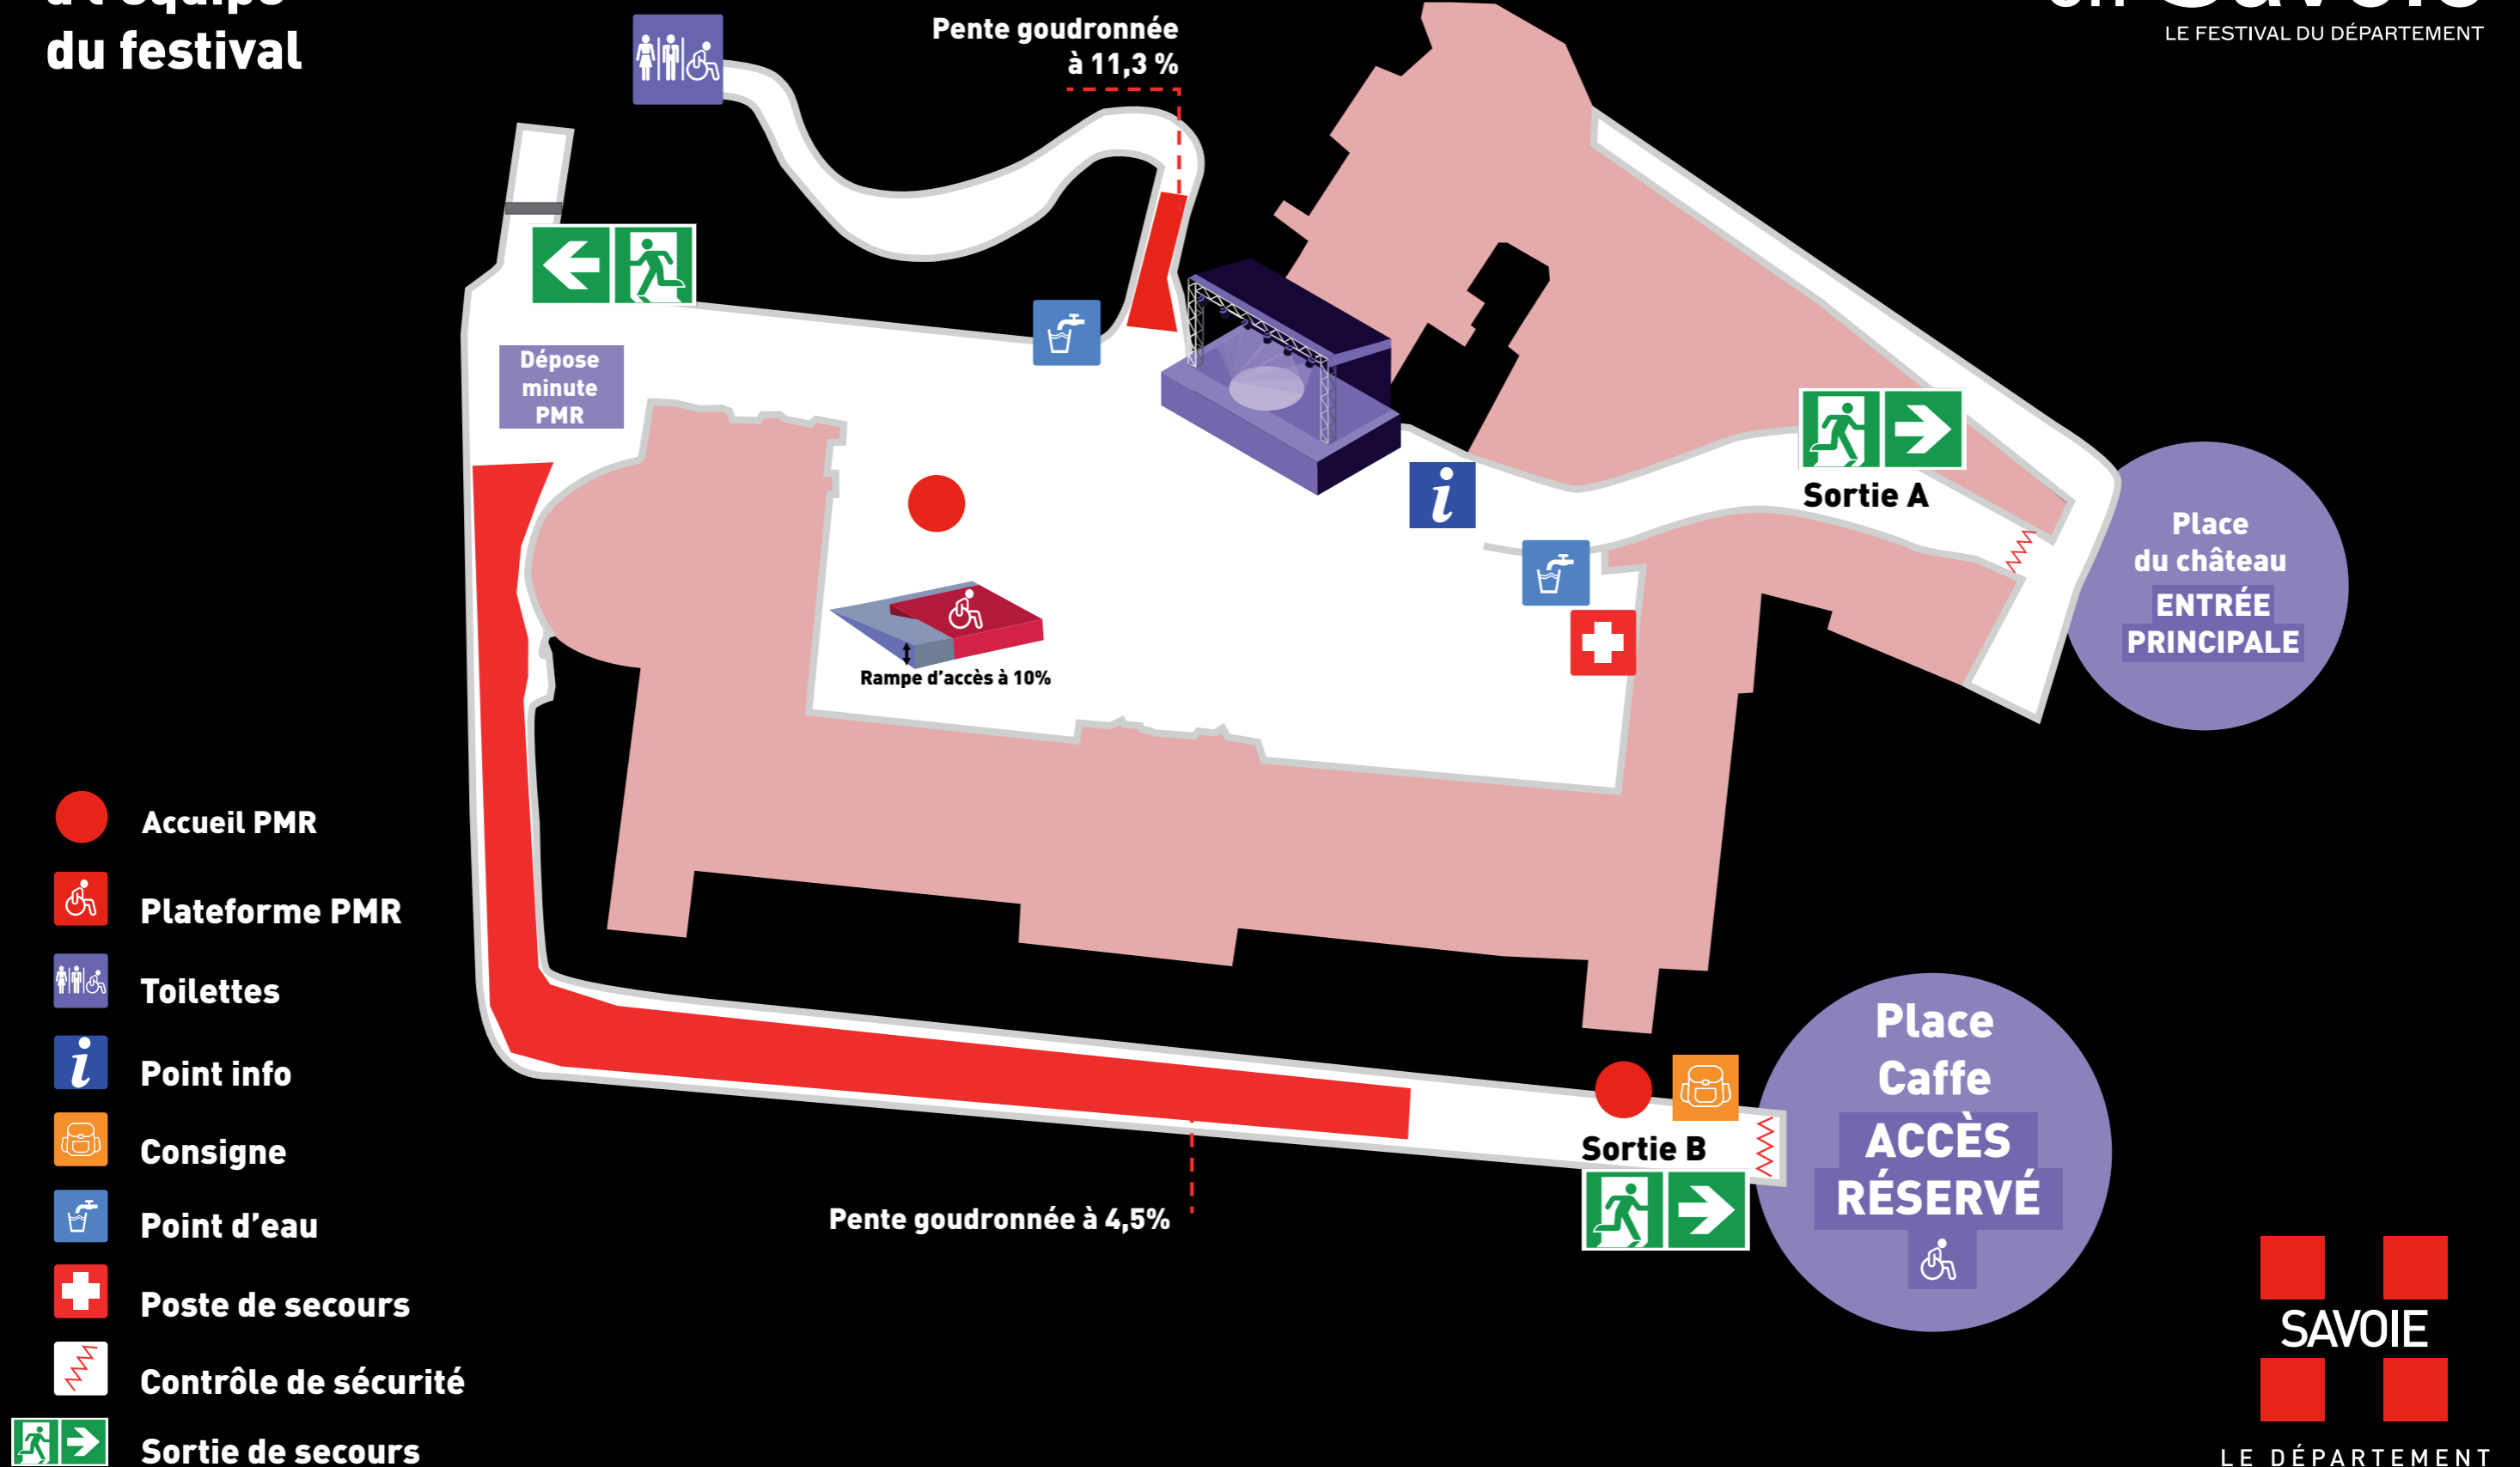 du festival
Pente goudronnée
à 11,3 %
LE FESTIVAL DU DÉPARTEMENT
Dépose
minute
PMR
Sortie A
Place
du château
ENTRÉE
PRINCIPALE
Rampe d'accès à 10%
Accueil PMR
Plateforme PMR
Toilettes
Point info
Consigne
Point d'eau
Poste de secours
Contrôle de sécurité
Sortie de secours
Place
Caffe
ACCÈS
RÉSERVÉ
Sortie B
Pente goudronnée à 4,5%
SAVOIE
LE DÉPARTEMENT